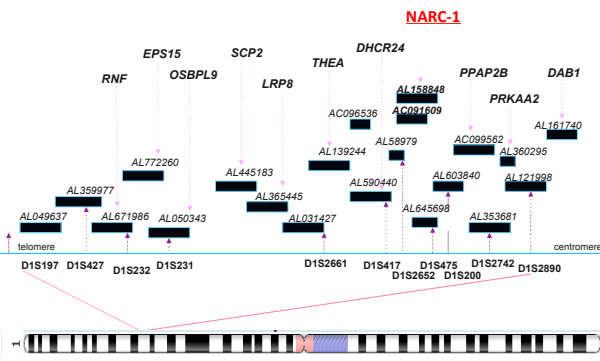 NARC-1
DHCR24
SCP2
EPS15
THEA
RNF
OSBPL9
LRP8
PPAP2B
DAB1
PRKAA2
AL158848
AC096536
AC091609
AL161740
AL58979
AC099562
AL360295
AL139244
AL772260
AL445183
AL590440
AL603840
AL121998
AL359977
AL365445
AL049637
AL671986
AL050343
AL031427
AL645698
AL353681
telomere
centromere
D1S197
D1S427
D1S232
D1S231
D1S2661
D1S417
D1S2652
D1S475
D1S200
D1S2742
D1S2890
1